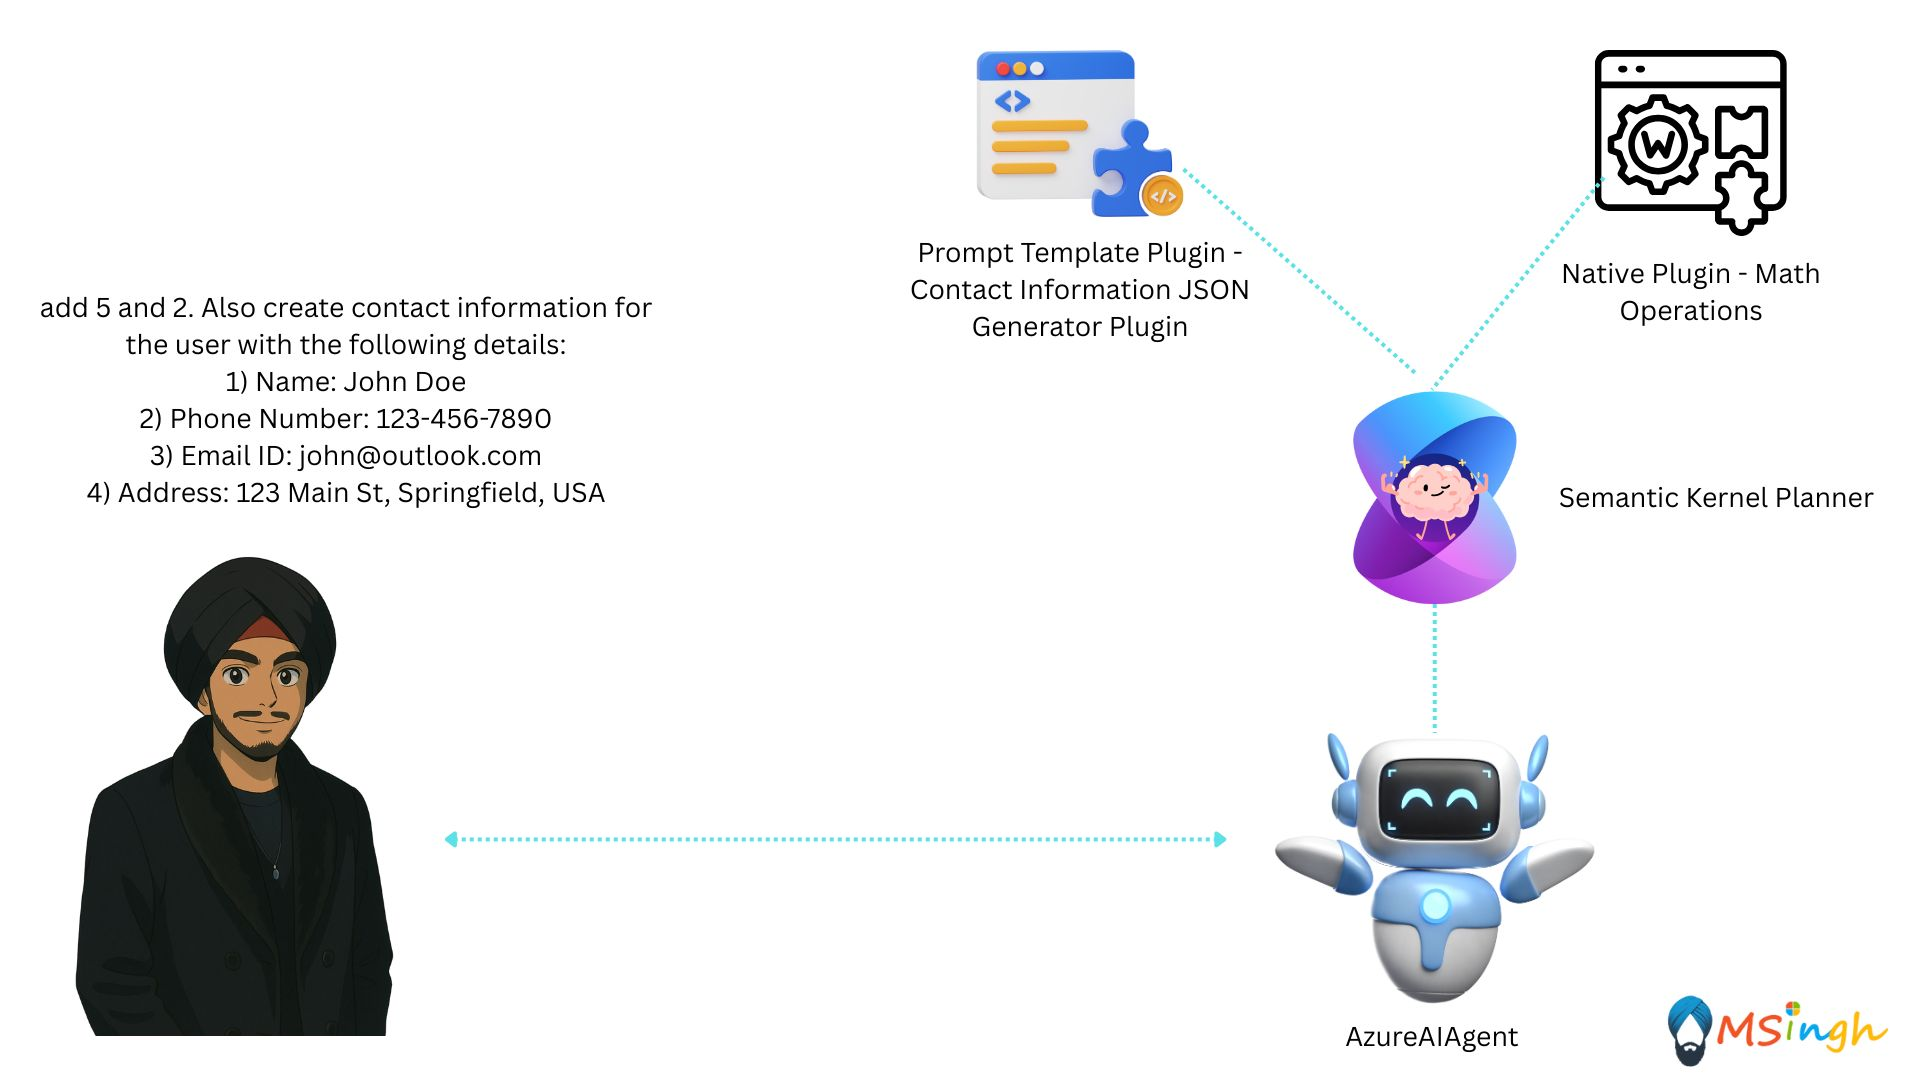 Prompt Template Plugin -
Contact Information JSON
Generator Plugin
W
</>
Native Plugin - Math
Operations
add 5 and 2. Also create contact information for
the user with the following details:
1) Name: John Doe
2) Phone Number: 123-456-7890
3) Email ID: john@outlook.com
4) Address: 123 Main St, Springfield, USA
Semantic Kernel Planner
AzureAIAgent
MSingh